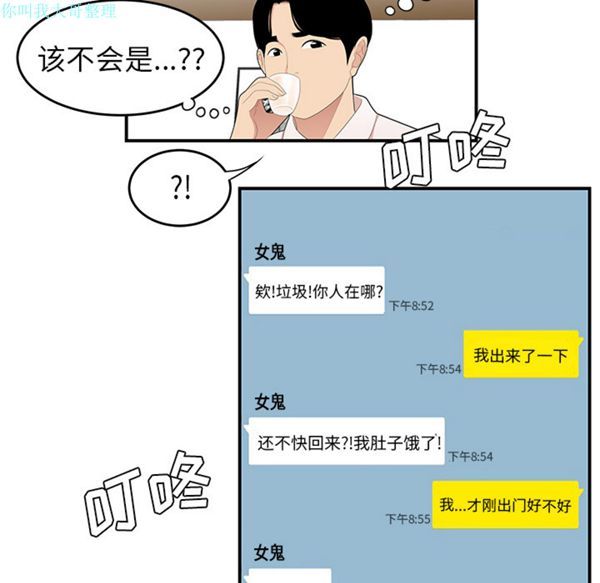 你叫我大哥整理
该不会是...??
叮咚
?!
女鬼
欸!垃圾!你人在哪?
下午8:52
我出来了一下
下午8:54
女鬼
还不快回来?!我肚子饿了!
下午8:54
叮咚
我...才刚出门好不好
下午8:55
女鬼